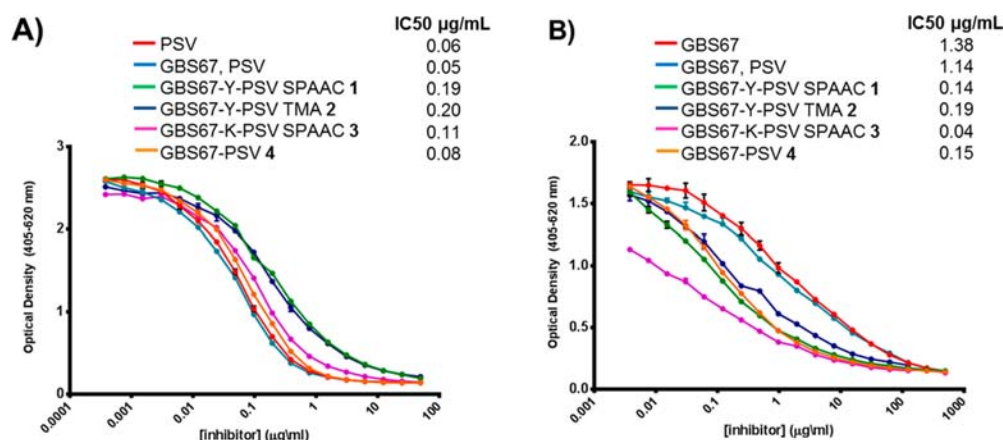 A)
IC50 µg/mL
PSV 0.06
GBS67, PSV 0.05
GBS67-Y-PSV SPAAC 1 0.19
GBS67-Y-PSV TMA 2 0.20
GBS67-K-PSV SPAAC 3 0.11
GBS67-PSV 4 0.08
3
2
1
0
Optical Density (405-620 nm)
0.0001 0.001 0.01 0.1 1 10 100
[inhibitor] (µg\ml)
B)
IC50 µg/mL
GBS67 1.38
GBS67, PSV 1.14
GBS67-Y-PSV SPAAC 1 0.14
GBS67-Y-PSV TMA 2 0.19
GBS67-K-PSV SPAAC 3 0.04
GBS67-PSV 4 0.15
2.0
1.5
1.0
0.5
0.0
Optical Density (405-620 nm)
0.001 0.01 0.1 1 10 100 1000
[inhibitor] (µg\ml)